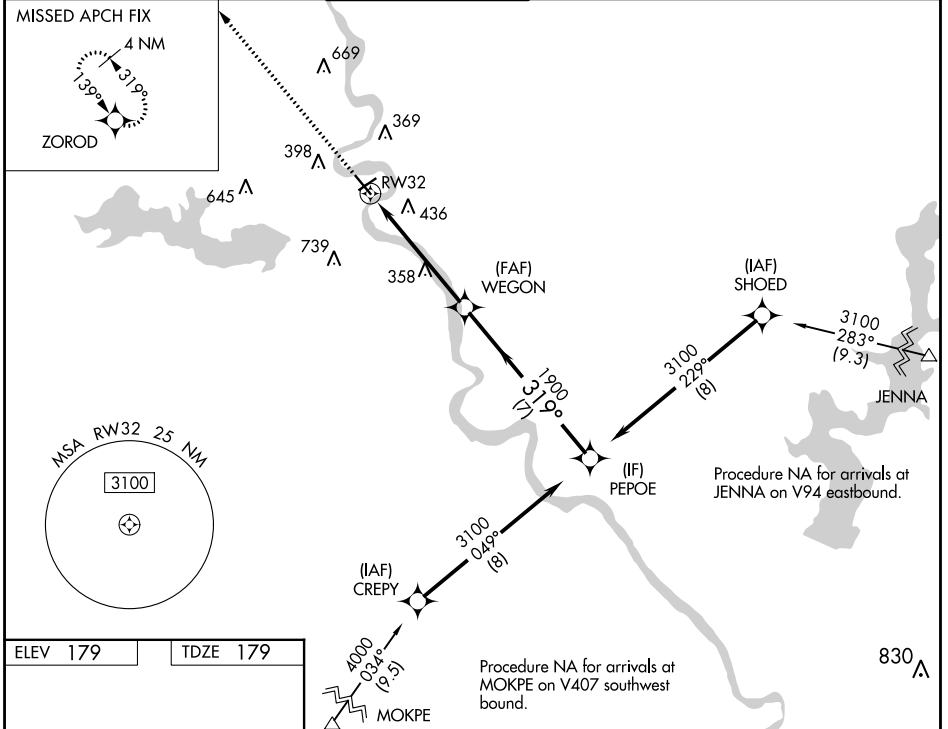 MISSED APCH FIX
4 NM
139°
319°
ZOROD
669
369
398
RW32
645
436
739
358
(FAF)
WEGON
(IAF)
SHOED
3100
283°
(9.3)
JENNA
3100
229°
(8)
1900
319°
(7)
(IF)
PEPOE
Procedure NA for arrivals at
JENNA on V94 eastbound.
MSA RW32 25 NM
3100
3100
049°
(8)
(IAF)
CREPY
4000
034°
(9.5)
MOKPE
Procedure NA for arrivals at
MOKPE on V407 southwest
bound.
830
ELEV 179
TDZE 179